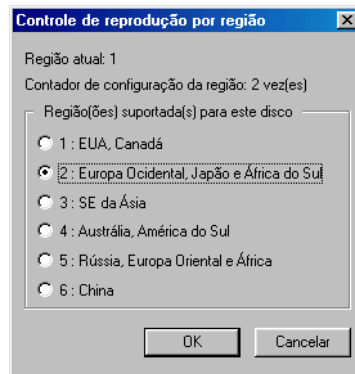 Controle de reprodução por região
Região atual: 1
Contador de configuração da região: 2 vez(es)
Região(ões) suportada(s) para este disco
1 : EUA, Canadá
2 : Europa Ocidental, Japão e África do Sul
3 : SE da Ásia
4 : Austrália, América do Sul
5 : Rússia, Europa Oriental e África
6 : China
OK Cancelar